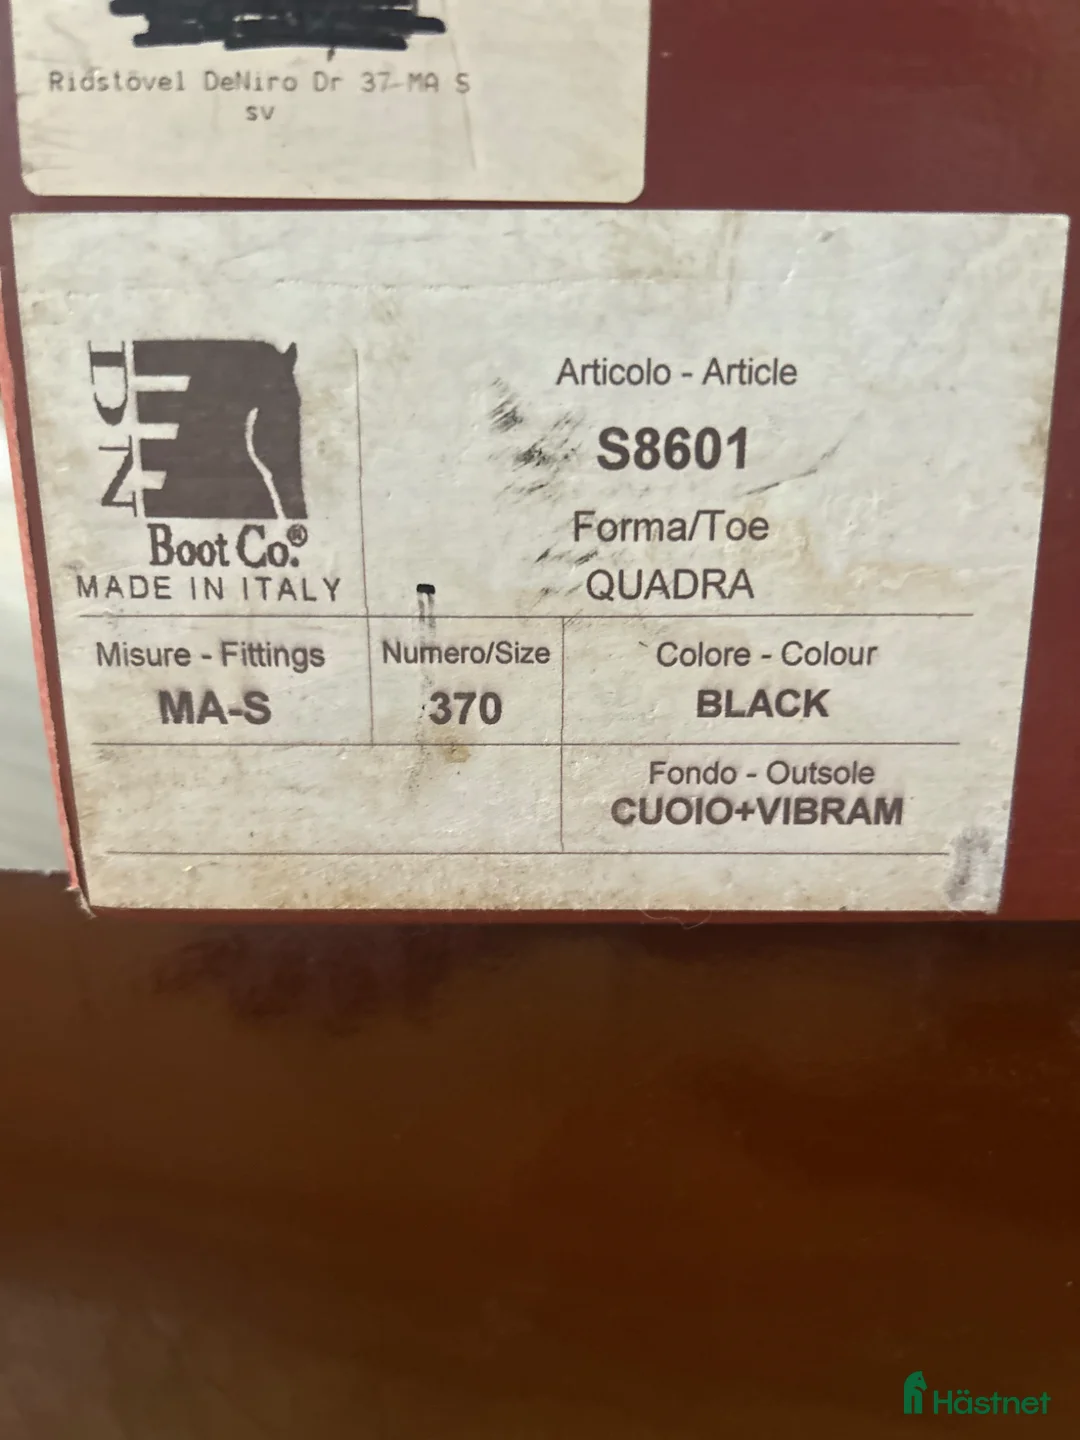 Ridstövel DeNiro Dr 37-MA S
sv
DN
Boot Co.®
MADE IN ITALY
Articolo - Article
S8601
Forma/Toe
QUADRA
Misure - Fittings
MA-S
Numero/Size
370
Colore - Colour
BLACK
Fondo - Outsole
CUOIO+VIBRAM
Hästnet